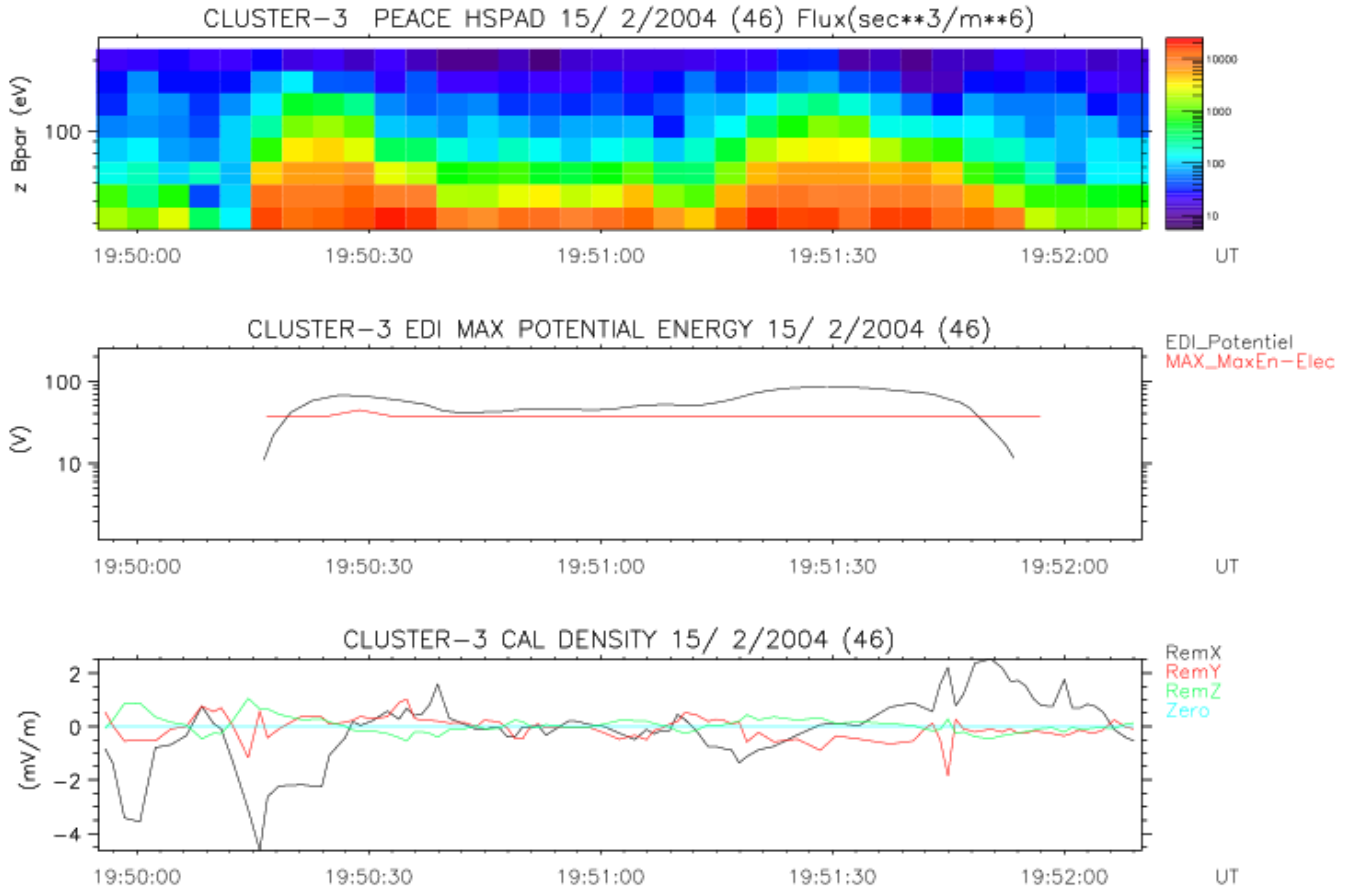 CLUSTER-3 PEACE HSPAD 15/ 2/2004 (46) Flux(sec**3/m**6)
z Bpar (eV)
100
10000
1000
100
10
19:50:00 19:50:30 19:51:00 19:51:30 19:52:00 UT
CLUSTER-3 EDI MAX POTENTIAL ENERGY 15/ 2/2004 (46)
EDI_Potentiel
MAX_MaxEn-Elec
(V)
100
10
19:50:00 19:50:30 19:51:00 19:51:30 19:52:00 UT
CLUSTER-3 CAL DENSITY 15/ 2/2004 (46)
RemX
RemY
RemZ
Zero
(mV/m)
2
0
-2
-4
19:50:00 19:50:30 19:51:00 19:51:30 19:52:00 UT